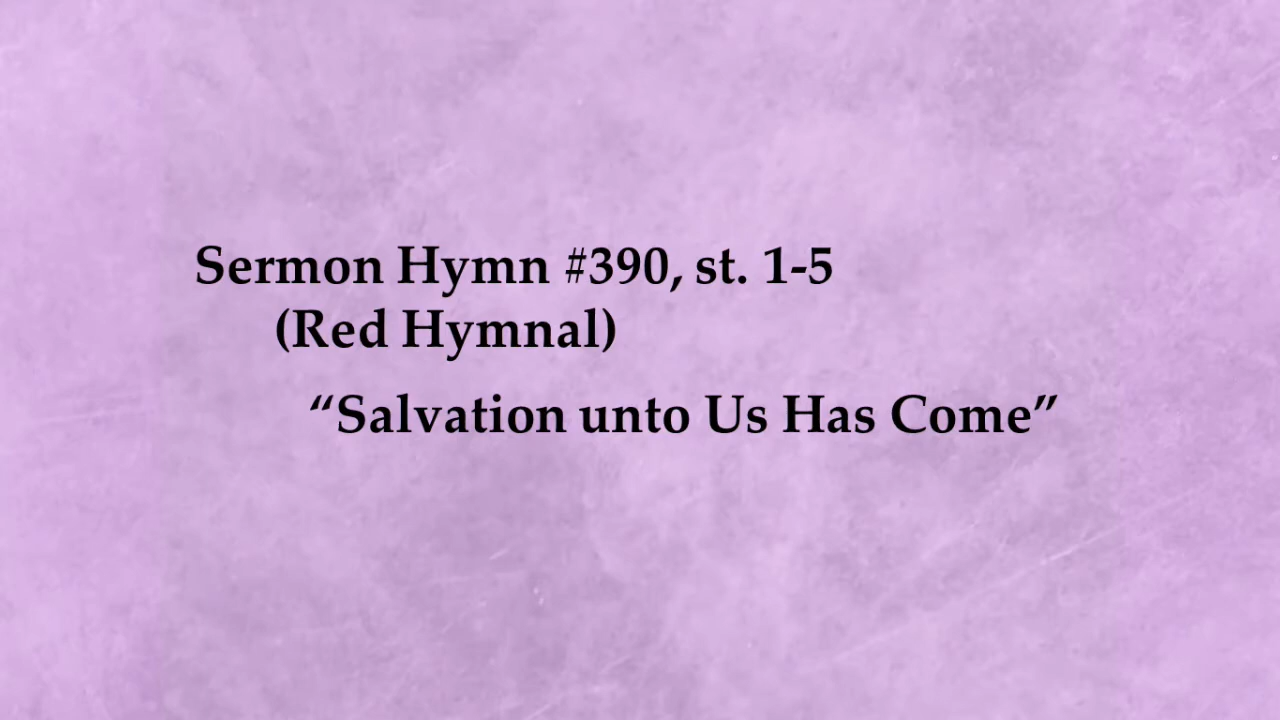 Sermon Hymn #390, st. 1-5
(Red Hymnal)
“Salvation unto Us Has Come”